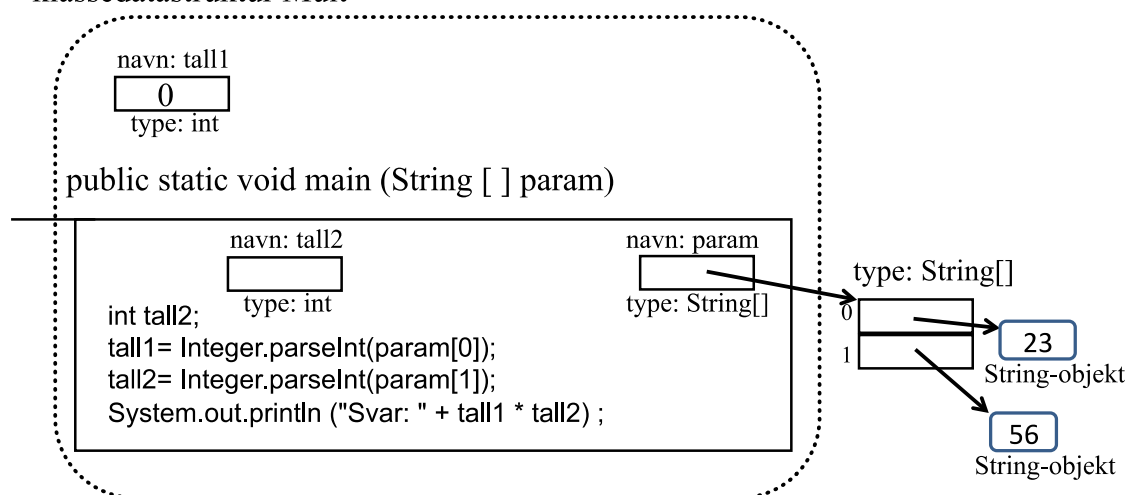 klassedatastruktur Mult
navn: tall1
0
type: int
public static void main (String [ ] param)
navn: tall2
type: int
navn: param
type: String[]
int tall2;
tall1= Integer.parseInt(param[0]);
tall2= Integer.parseInt(param[1]);
System.out.println ("Svar: " + tall1 * tall2) ;
type: String[]
0
1
23
String-objekt
56
String-objekt